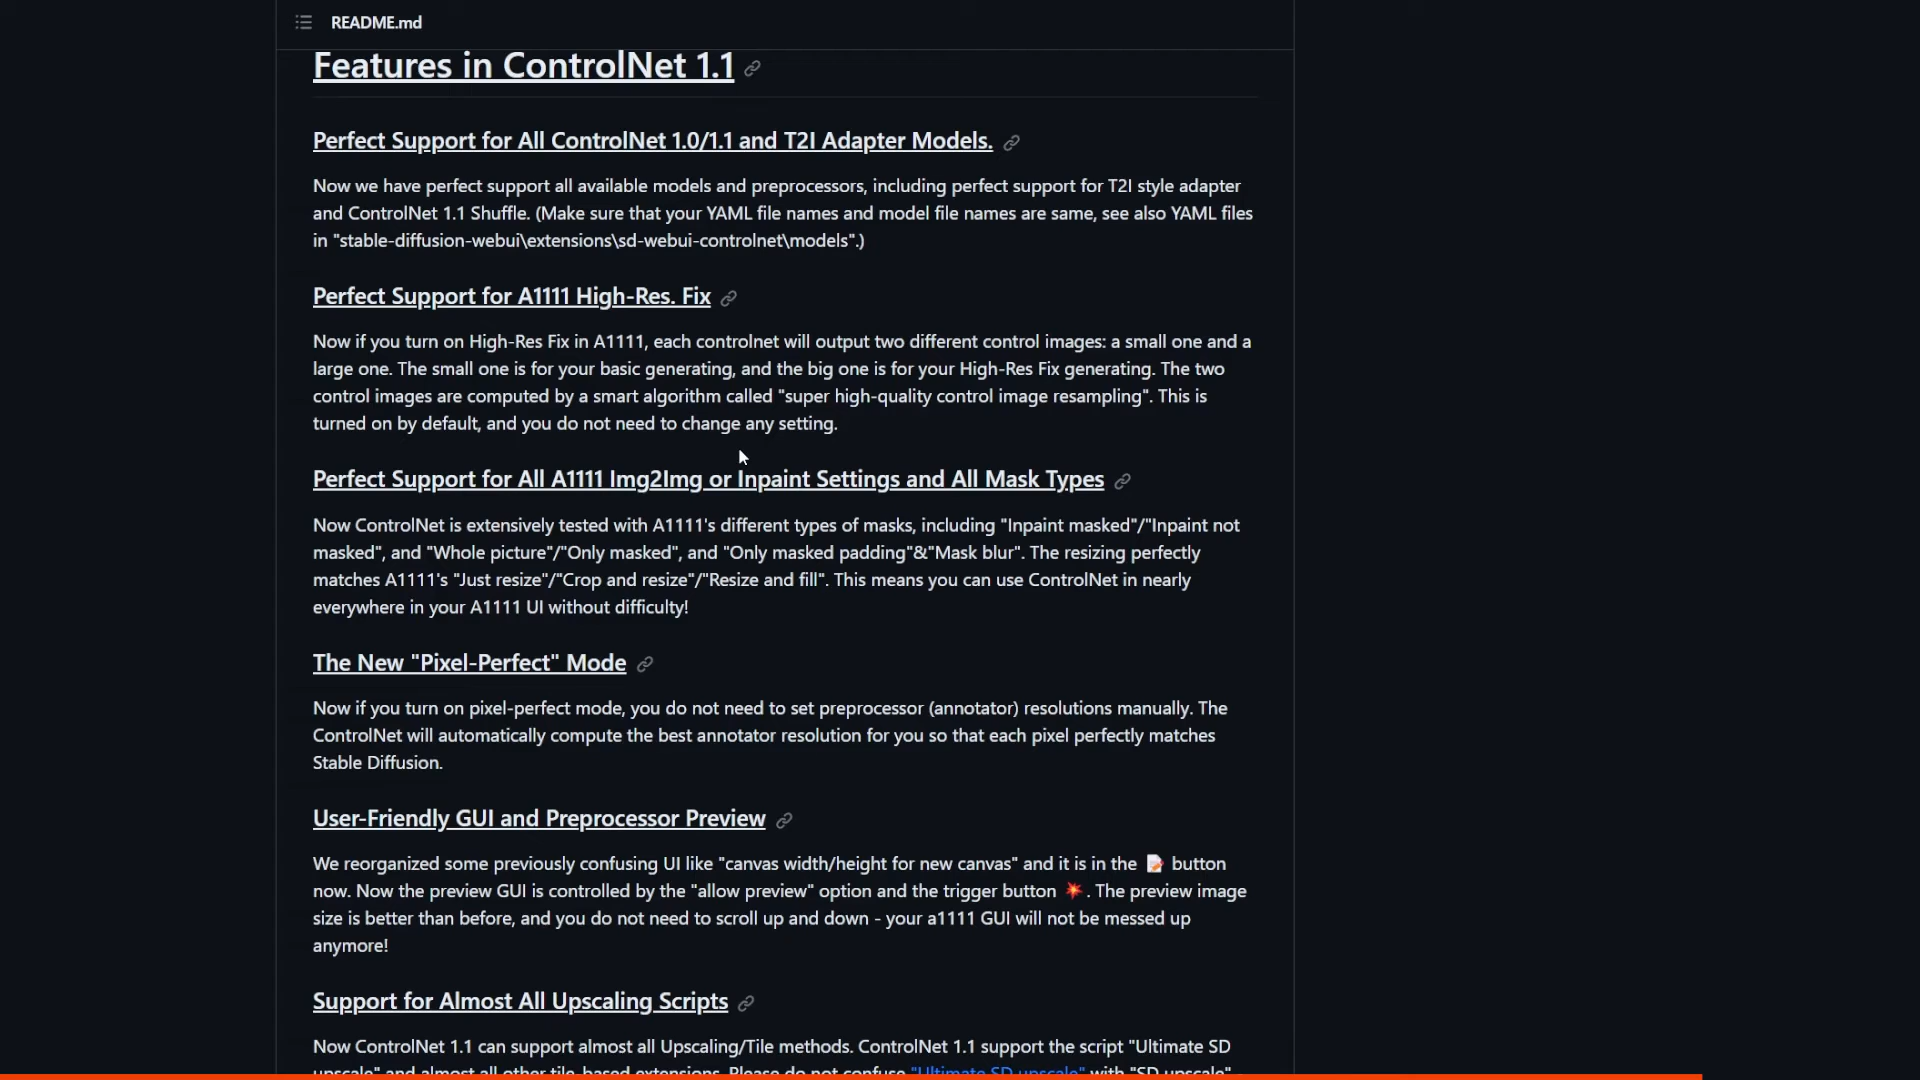 README.md
Features in ControlNet 1.1
Perfect Support for All ControlNet 1.0/1.1 and T2I Adapter Models.
Now we have perfect support all available models and preprocessors, including perfect support for T2I style adapter
and ControlNet 1.1 Shuffle. (Make sure that your YAML file names and model file names are same, see also YAML files
in "stable-diffusion-webui\extensions\sd-webui-controlnet\models".)
Perfect Support for A1111 High-Res. Fix
Now if you turn on High-Res Fix in A1111, each controlnet will output two different control images: a small one and a
large one. The small one is for your basic generating, and the big one is for your High-Res Fix generating. The two
control images are computed by a smart algorithm called "super high-quality control image resampling". This is
turned on by default, and you do not need to change any setting.
Perfect Support for All A1111 Img2Img or Inpaint Settings and All Mask Types
Now ControlNet is extensively tested with A1111's different types of masks, including "Inpaint masked"/"Inpaint not
masked", and "Whole picture"/"Only masked", and "Only masked padding"&"Mask blur". The resizing perfectly
matches A1111's "Just resize"/"Crop and resize"/"Resize and fill". This means you can use ControlNet in nearly
everywhere in your A1111 UI without difficulty!
The New "Pixel-Perfect" Mode
Now if you turn on pixel-perfect mode, you do not need to set preprocessor (annotator) resolutions manually. The
ControlNet will automatically compute the best annotator resolution for you so that each pixel perfectly matches
Stable Diffusion.
User-Friendly GUI and Preprocessor Preview
We reorganized some previously confusing UI like "canvas width/height for new canvas" and it is in the 📝 button
now. Now the preview GUI is controlled by the "allow preview" option and the trigger button 💥. The preview image
size is better than before, and you do not need to scroll up and down - your a1111 GUI will not be messed up
anymore!
Support for Almost All Upscaling Scripts
Now ControlNet 1.1 can support almost all Upscaling/Tile methods. ControlNet 1.1 support the script "Ultimate SD
upscale" and almost all other tile-based extensions. Please do not confuse "Ultimate SD upscale" with "SD upscale" -